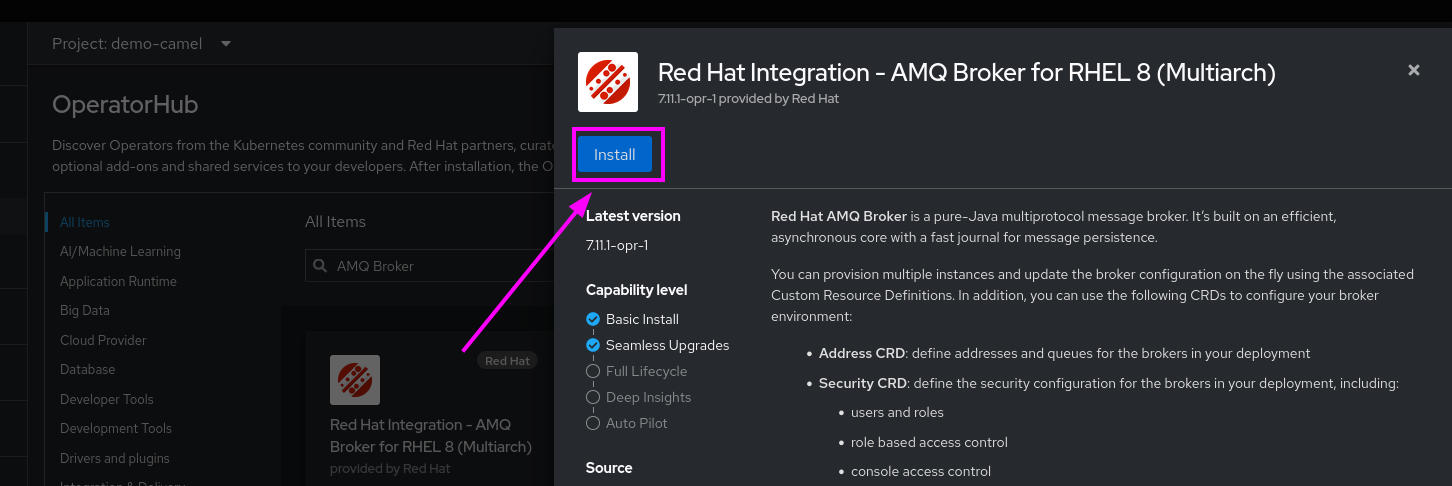 Project: demo-camel
OperatorHub
Discover Operators from the Kubernetes community and Red Hat partners, curate
optional add-ons and shared services to your developers. After installation, the O
All Items
AI/Machine Learning
Application Runtime
Big Data
Cloud Provider
Database
Developer Tools
Development Tools
Drivers and plugins
Integration & Delivery
All Items
AMQ Broker
Red Hat
Red Hat Integration - AMQ
Broker for RHEL 8 (Multiarch)
provided by Red Hat
Red Hat Integration - AMQ Broker for RHEL 8 (Multiarch)
7.11.1-opr-1 provided by Red Hat
Install
Latest version
7.11.1-opr-1
Capability level
Basic Install
Seamless Upgrades
Full Lifecycle
Deep Insights
Auto Pilot
Source
Red Hat AMQ Broker is a pure-Java multiprotocol message broker. It’s built on an efficient,
asynchronous core with a fast journal for message persistence.
You can provision multiple instances and update the broker configuration on the fly using the associated
Custom Resource Definitions. In addition, you can use the following CRDs to configure your broker
environment:
• Address CRD: define addresses and queues for the brokers in your deployment
• Security CRD: define the security configuration for the brokers in your deployment, including:
• users and roles
• role based access control
• console access control